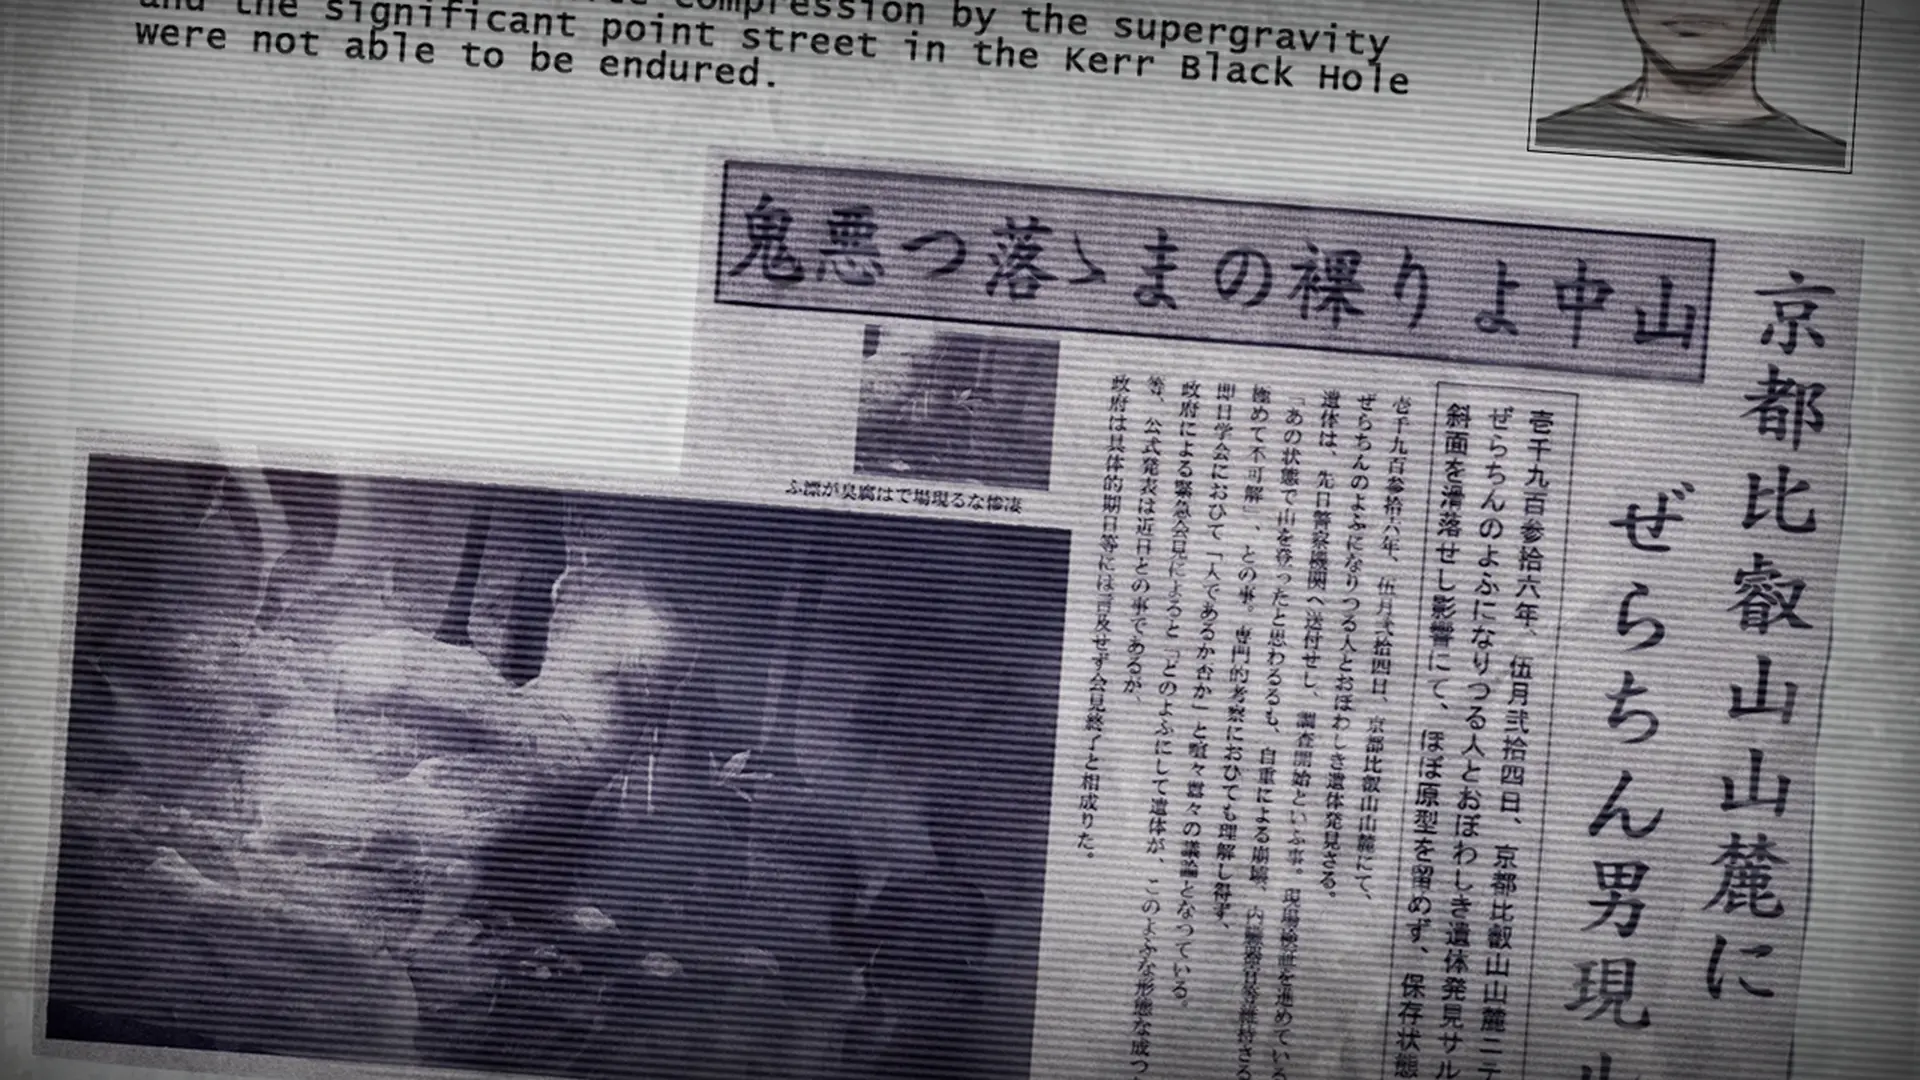 compression by the supergravity
and the significant point street in the Kerr Black Hole
were not able to be endured.
鬼悪つ落ゝまの裸りよ中山
京都比叡山山麓に
ぜらちん男現
壱千九百参拾六年、伍月弐拾四日、京都比叡山山麓ニテ
ぜらちんのよふになりつる人とおぼわしき遺体発見サル
斜面を滑落せし影響にて、ほぼ原型を留めず、保存状態
壱千九百参拾六年、伍月弐拾四日、京都比叡山山麓にて、
ぜらちんのよふになりつる人とおぼわしき遺体発見さる。
遺体は、先日警察機関へ送付せし、調査開始といふ事。現場検証を進めている
「あの状態で山を登ったと思わるるも、自重による崩壊、内臓器官等維持さる
極めて不可解」、との事。専門的考察においひても理解し得ず、
即日学会においひて「人であるか否か」と喧々囂々の議論となつている。
政府による緊急会見によると「どのよふにして遺体が、このよふな形態な成つ
等、公式発表は近日との事であるが、
政府は具体的期日等には言及せず会見終了と相成りた。
ふ漂が臭腐はで場現るな惨凄